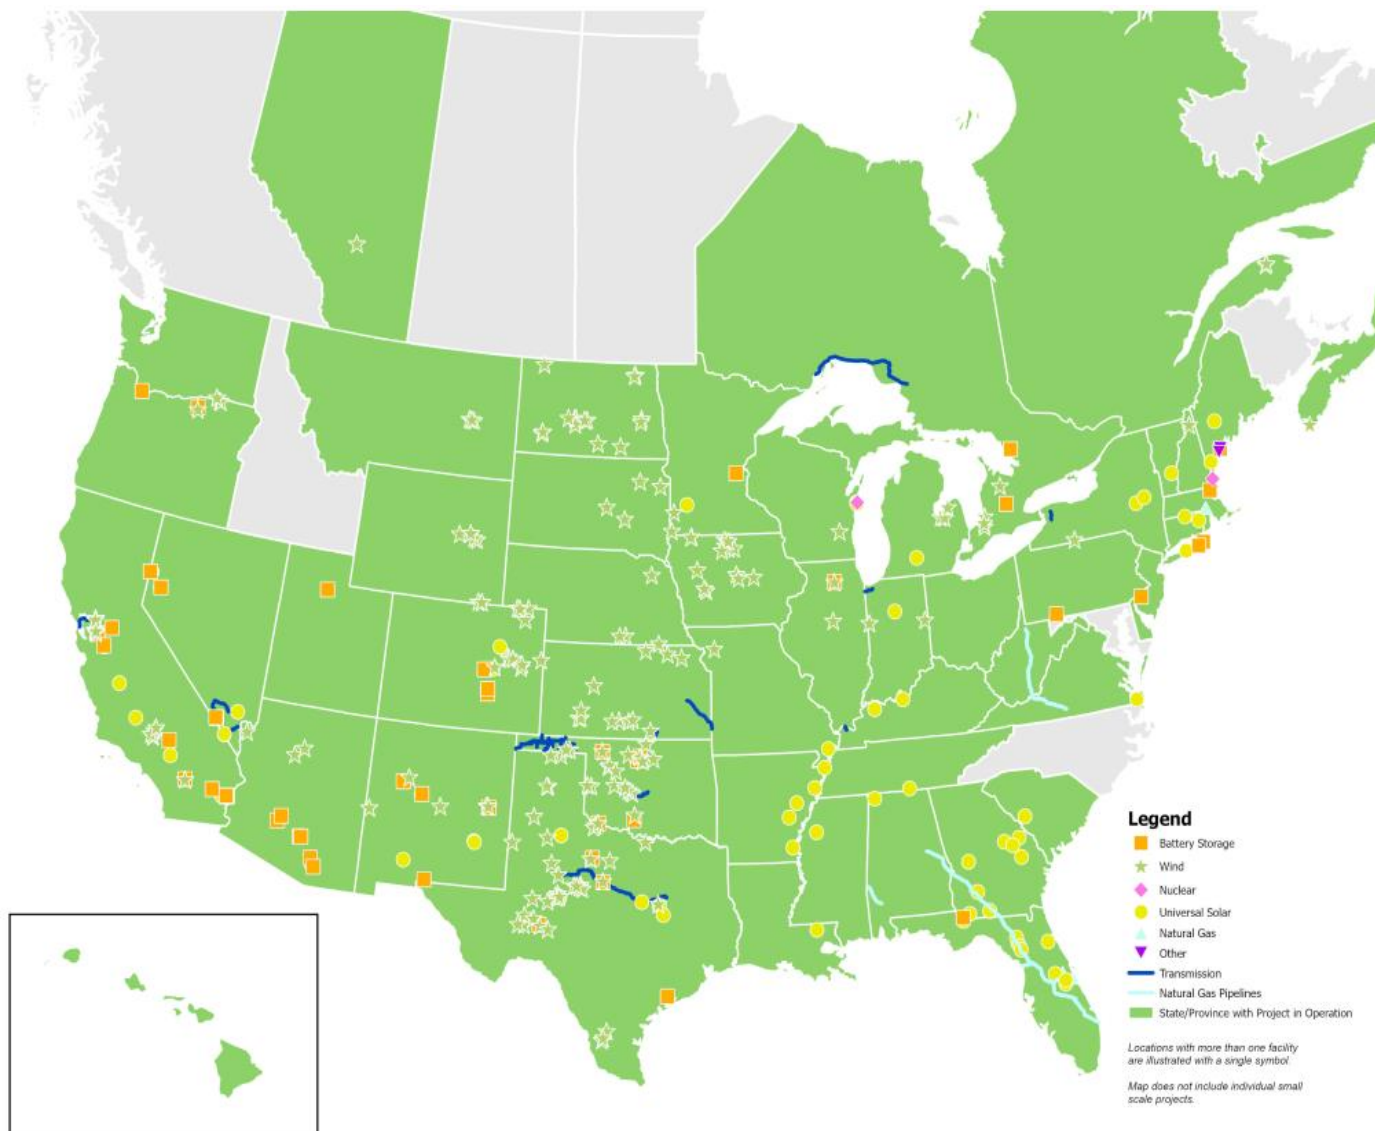 Legend
Battery Storage
Wind
Nuclear
Universal Solar
Natural Gas
Other
Transmission
Natural Gas Pipelines
State/Province with Project in Operation
Locations with more than one facility
are illustrated with a single symbol.
Map does not include individual small
scale projects.